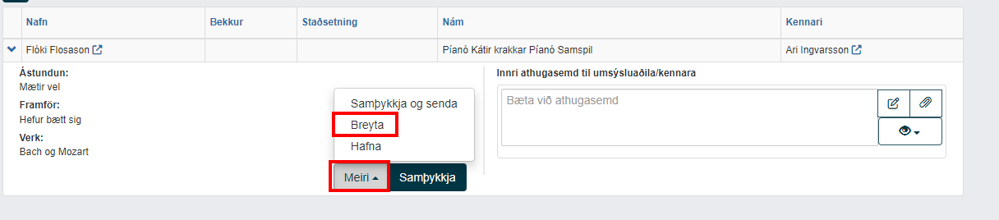 Nafn Bekkur Staðsetning Nám Kennari
Flóki Flosason Píanó Kátir krakkar Píanó Samspil Ari Ingvarsson
Ástundun:
Mætir vel
Framför:
Hefur bætt sig
Verk:
Bach og Mozart
Samþykkja og senda
Breyta
Hafna
Meiri Samþykkja
Innri athugasemd til umsýsluaðila/kennara
Bæta við athugasemd